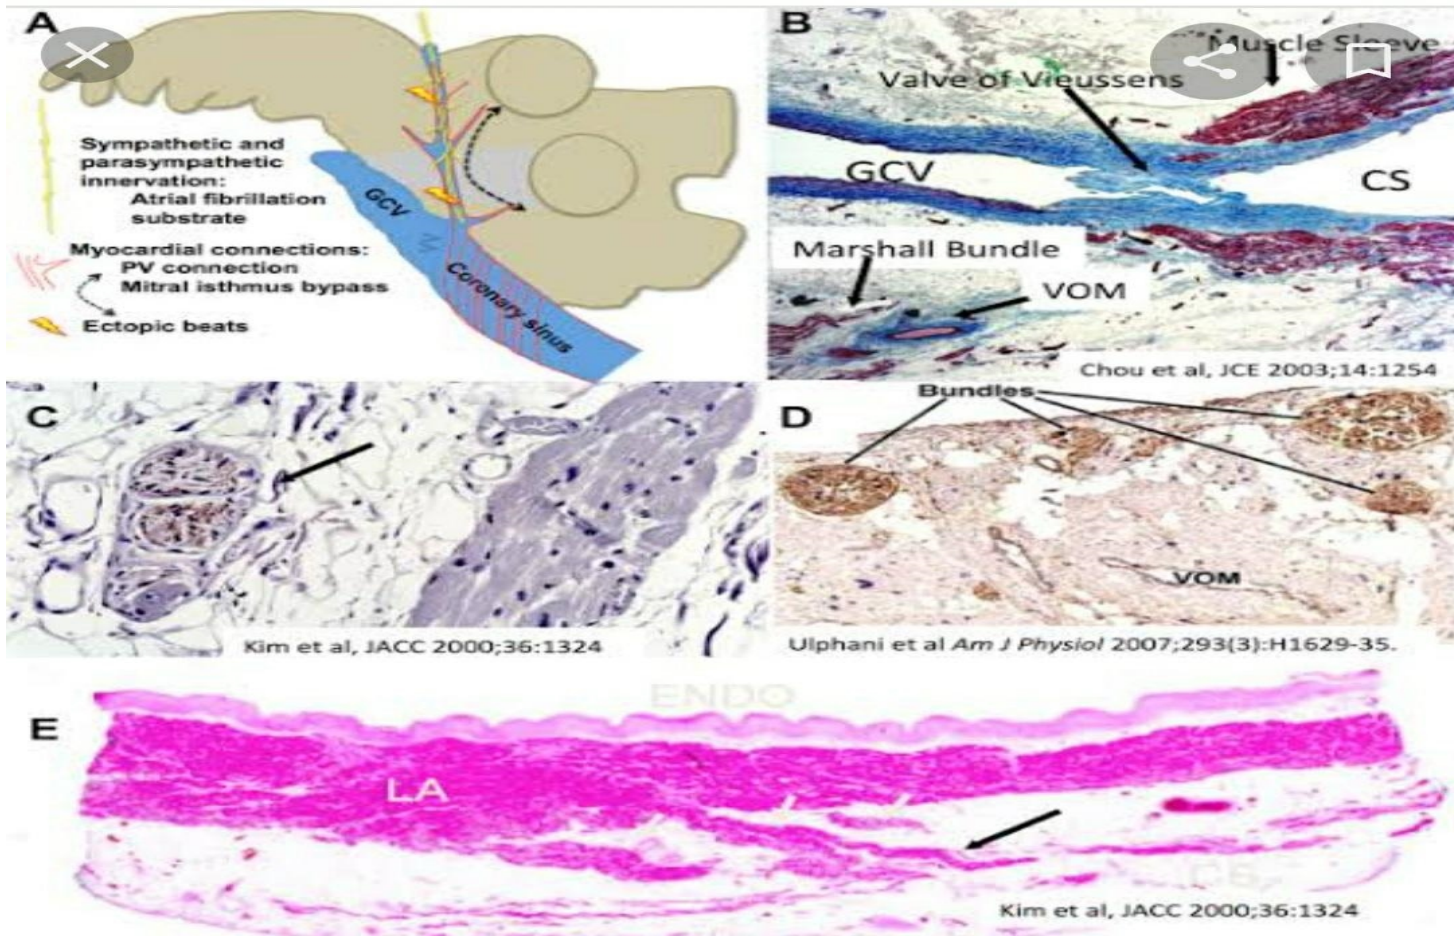 A
Sympathetic and
parasympathetic
innervation:
Atrial fibrillation
substrate
Myocardial connections:
PV connection
Mitral isthmus bypass
Ectopic beats
GCV
Coronary sinus
B
Muscle Sleeve
Valve of Vieussens
GCV
CS
Marshall Bundle
VOM
Chou et al, JCE 2003;14:1254
C
Kim et al, JACC 2000;36:1324
Bundles
D
VOM
Ulphani et al Am J Physiol 2007;293(3):H1629-35.
ENDO
E
LA
CS
Kim et al, JACC 2000;36:1324